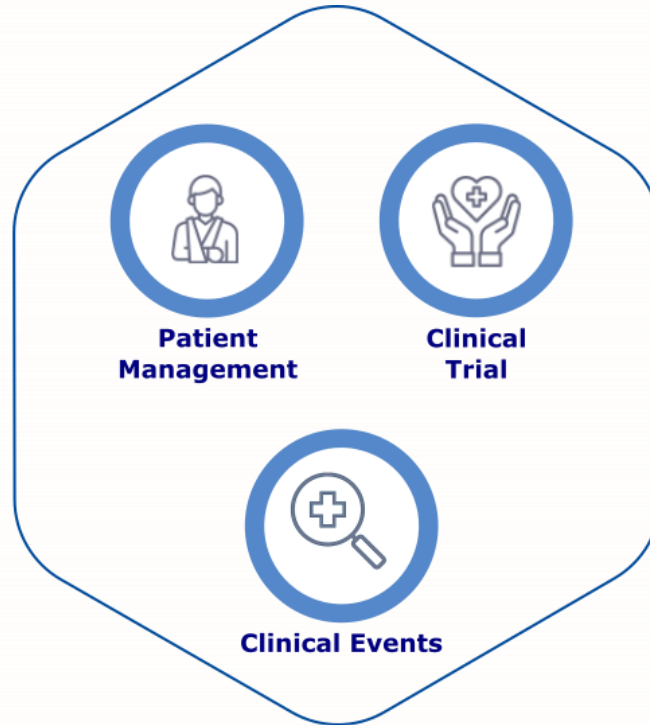 Patient
Management
Clinical
Trial
Clinical Events